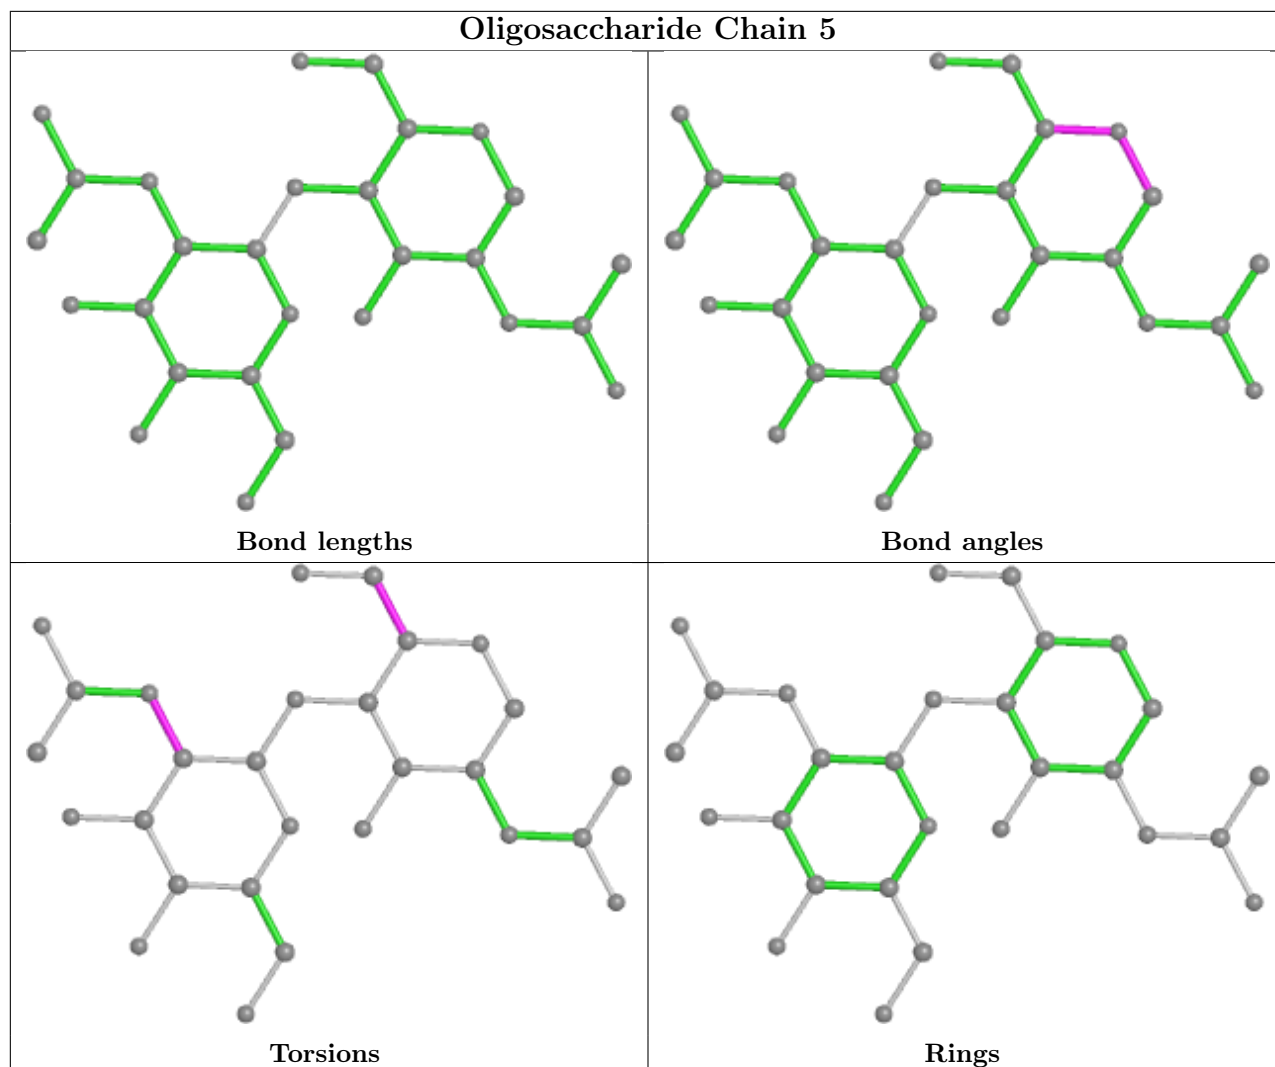 Oligosaccharide Chain 5
Bond lengths
Bond angles
Torsions
Rings